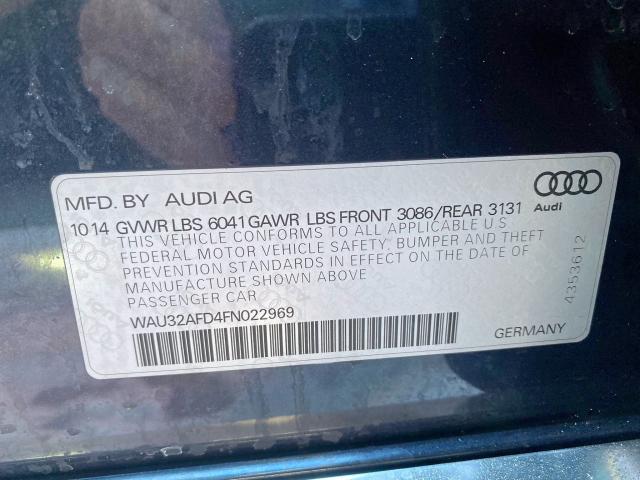 MFD. BY AUDI AG
Audi
10 14 GVWR LBS 6041 GAWR LBS FRONT 3086/REAR 3131
THIS VEHICLE CONFORMS TO ALL APPLICABLE U S
FEDERAL MOTOR VEHICLE SAFETY, BUMPER AND THEFT
PREVENTION STANDARDS IN EFFECT ON THE DATE OF
MANUFACTURE SHOWN ABOVE
PASSENGER CAR
WAU32AFD4FN022969
4353612
GERMANY